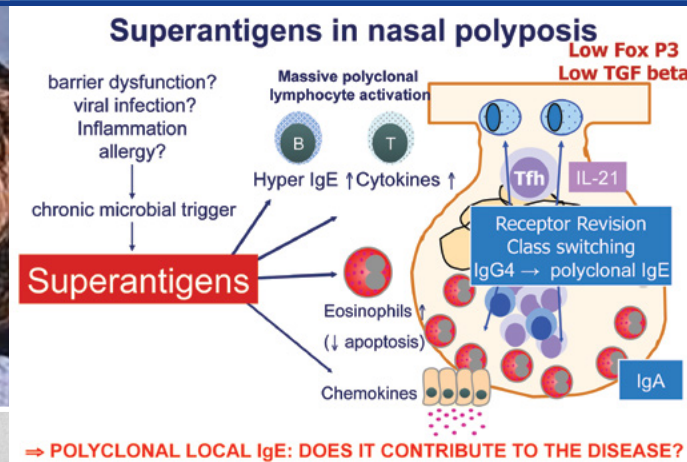 Superantigens in nasal polyposis
Low Fox P3
Low TGF beta
barrier dysfunction?
viral infection?
Inflammation
allergy?
chronic microbial trigger
Superantigens
Massive polyclonal
lymphocyte activation
B
T
Hyper IgE ↑ Cytokines ↑
Eosinophils ↑
(↓ apoptosis)
Chemokines
Tfh
IL-21
Receptor Revision
Class switching
IgG4 → polyclonal IgE
IgA
⇒ POLYCLONAL LOCAL IgE: DOES IT CONTRIBUTE TO THE DISEASE?